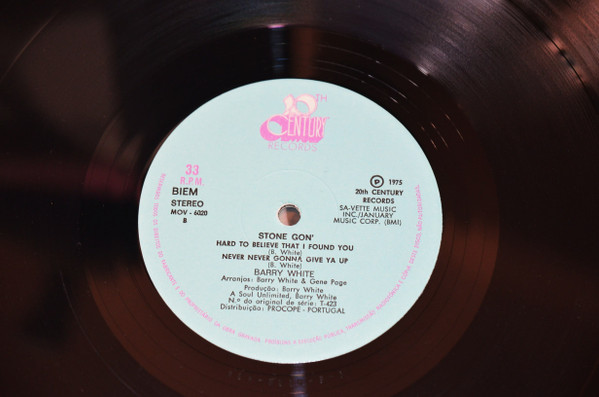 20TH
CENTURY
RECORDS
33
R.P.M.
BIEM
STEREO
MOV - 6020
B
Ⓟ 1975
20th CENTURY
RECORDS
SA-VETTE MUSIC
INC./JANUARY
MUSIC CORP. (BMI)
STONE GON'
HARD TO BELIEVE THAT I FOUND YOU
(B. White)
NEVER NEVER GONNA GIVE YA UP
(B. White)
BARRY WHITE
Arranjos: Barry White & Gene Page
Produção: Barry White
A Soul Unlimited, Barry White
N.º do original de série: T-423
Distribuição: PROCOPE - PORTUGAL